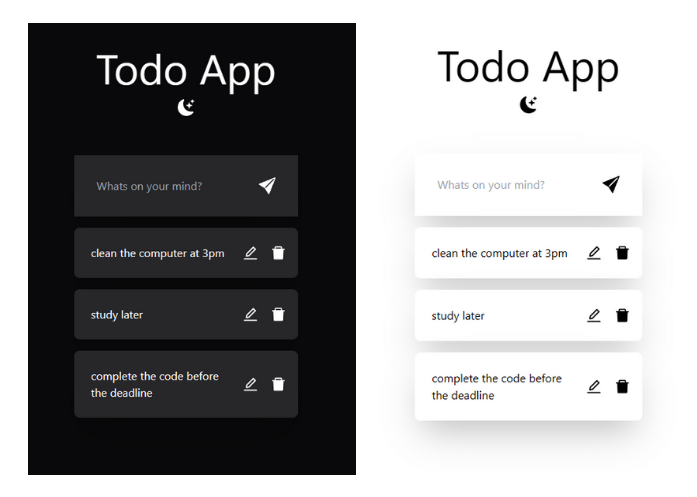 Todo App
Whats on your mind?
clean the computer at 3pm
study later
complete the code before
the deadline
Todo App
Whats on your mind?
clean the computer at 3pm
study later
complete the code before
the deadline